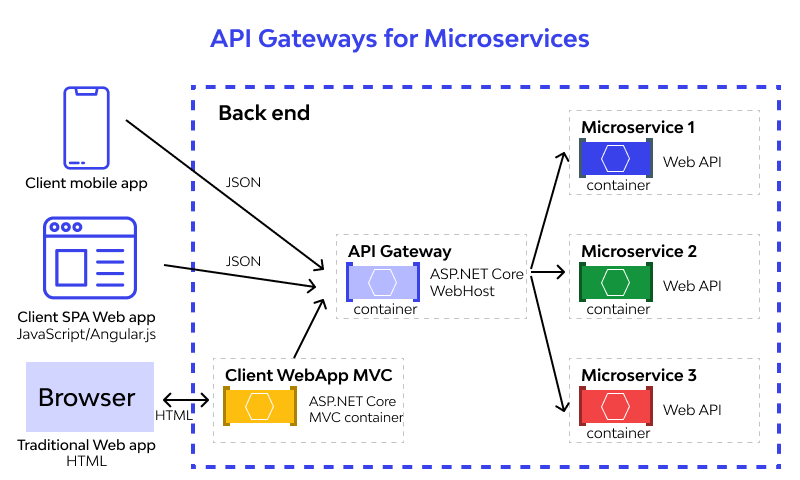 API Gateways for Microservices
Back end
Client mobile app
JSON
Client SPA Web app
JavaScript/Angular.js
JSON
Browser
HTML
Traditional Web app
HTML
Client WebApp MVC
ASP.NET Core
MVC container
API Gateway
ASP.NET Core
WebHost
container
Microservice 1
Web API
container
Microservice 2
Web API
container
Microservice 3
Web API
container